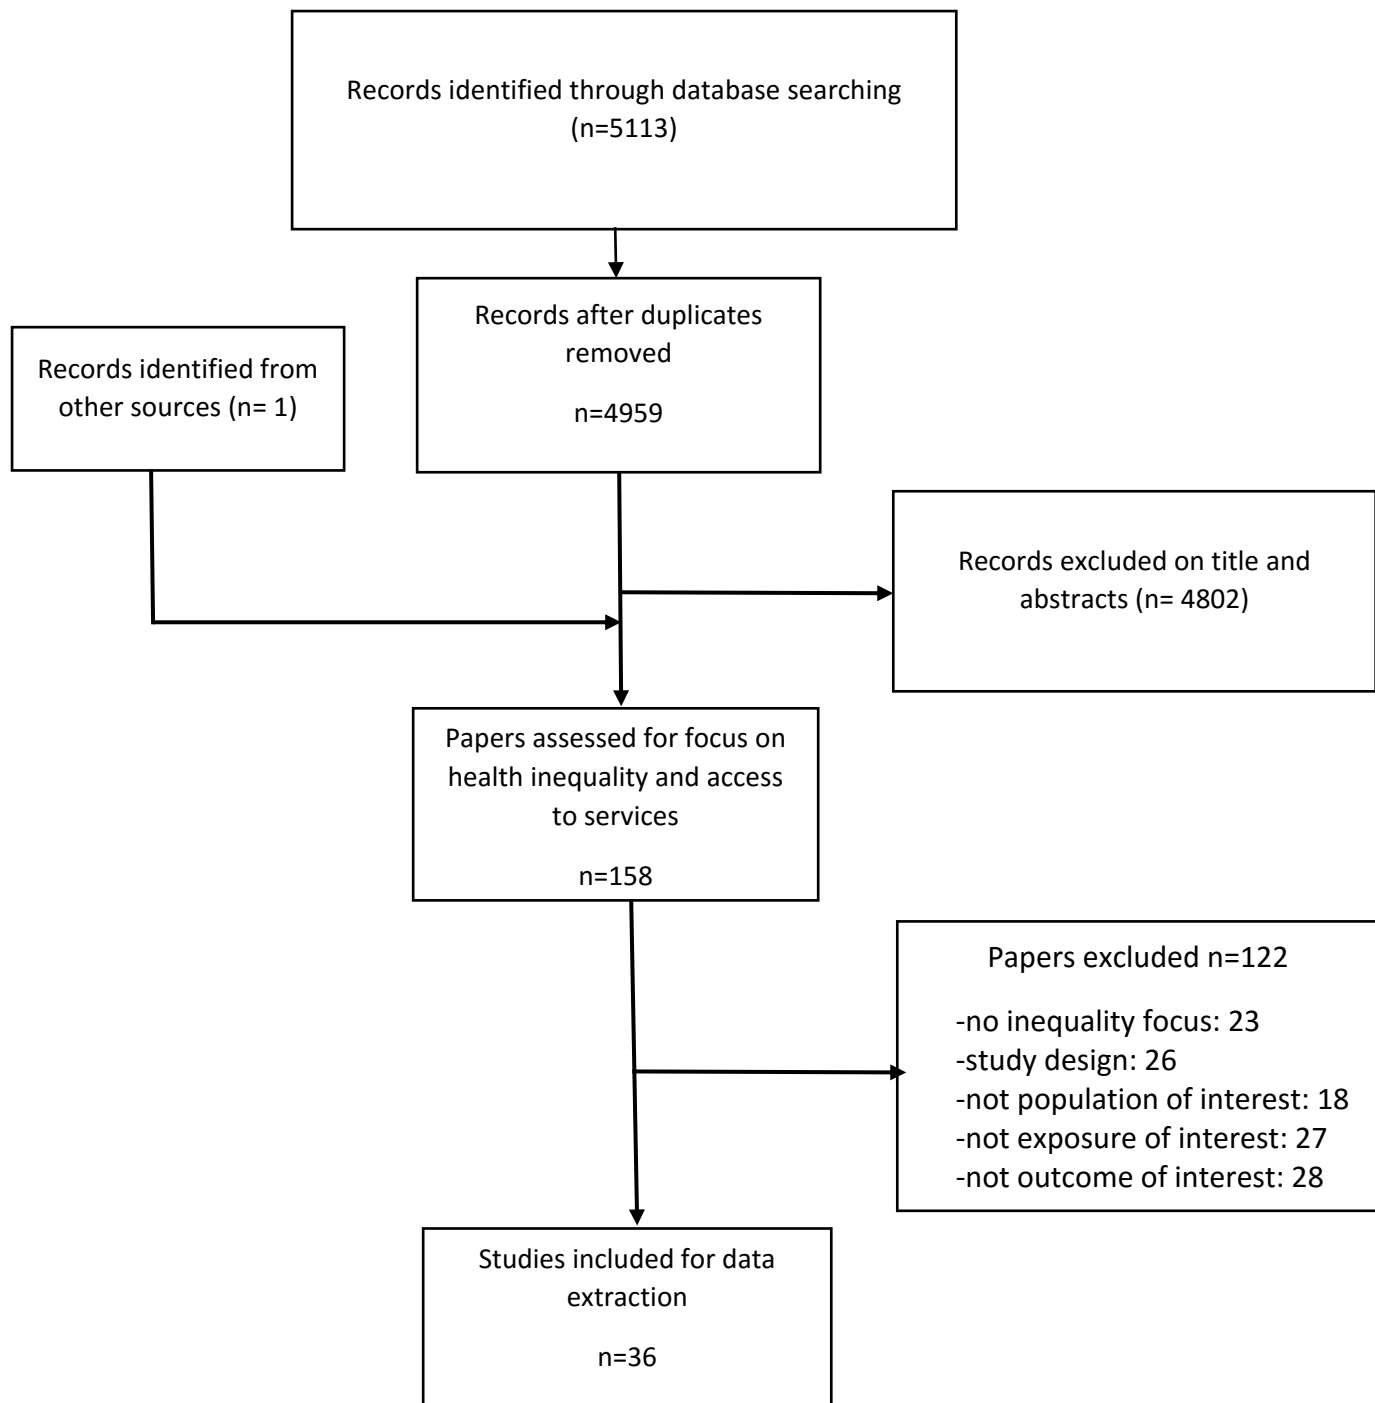 Records identified through database searching
(n=5113)
Records after duplicates
removed
n=4959
Records identified from
other sources (n= 1)
Records excluded on title and
abstracts (n= 4802)
Papers assessed for focus on
health inequality and access
to services
n=158
Papers excluded n=122
-no inequality focus: 23
-study design: 26
-not population of interest: 18
-not exposure of interest: 27
-not outcome of interest: 28
Studies included for data
extraction
n=36